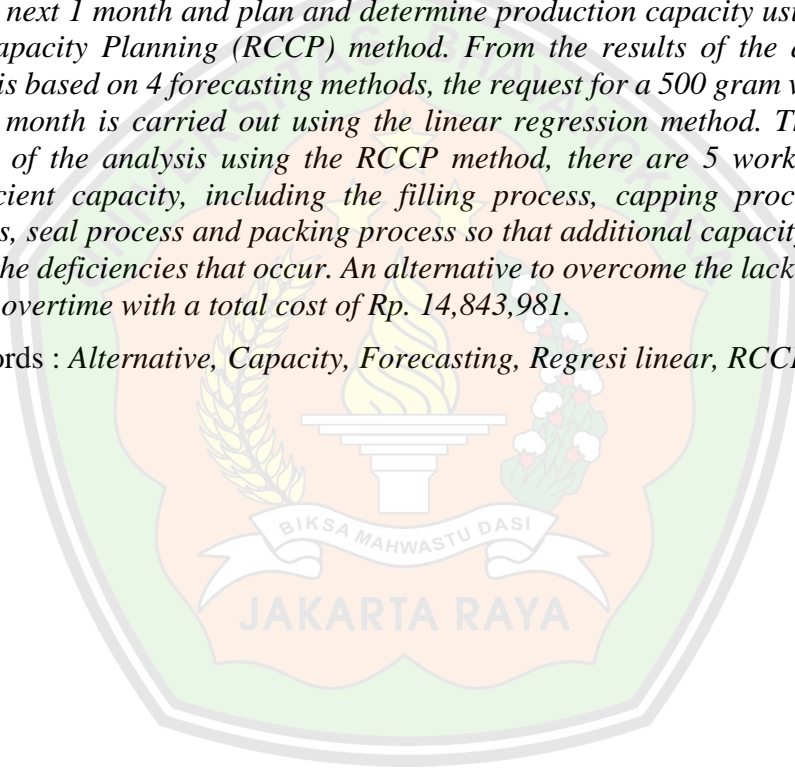 next 1 month and plan and determine production capacity usi
apacity Planning (RCCP) method. From the results of the
is based on 4 forecasting methods, the request for a 500 gram
month is carried out using the linear regression method. Th
of the analysis using the RCCP method, there are 5 work
cient capacity, including the filling process, capping proc
s, seal process and packing process so that additional capacity
he deficiencies that occur. An alternative to overcome the lack
overtime with a total cost of Rp. 14,843,981.
ords : Alternative, Capacity, Forecasting, Regresi linear, RCCP
UNIVERSITAS BHAYANGKARA
BIKSA MAHWASTU DASI
JAKARTA RAYA